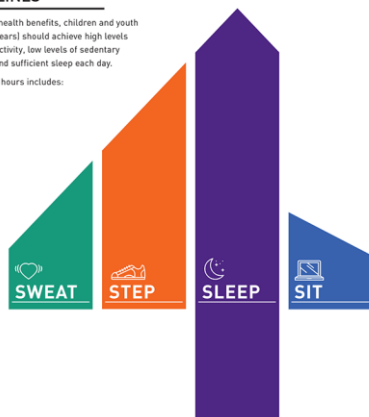 health benefits, children and youth
years) should achieve high levels
ctivity, low levels of sedentary
nd sufficient sleep each day.
hours includes:
SWEAT
STEP
SLEEP
SIT